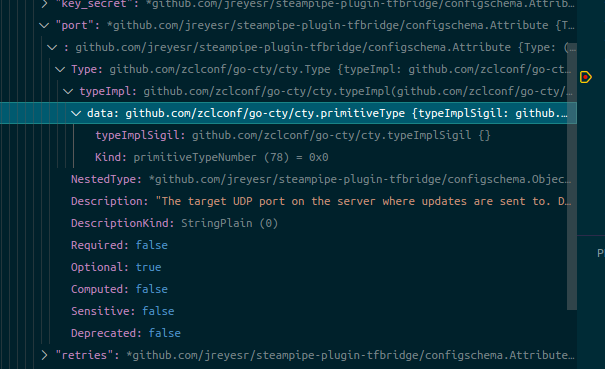 "key_secret": *github.com/jreyesr/steampipe-plugin-tfbridge/configschema.Attrib…
"port": *github.com/jreyesr/steampipe-plugin-tfbridge/configschema.Attribute {T…
: github.com/jreyesr/steampipe-plugin-tfbridge/configschema.Attribute {Type: (…
Type: github.com/zclconf/go-cty/cty.Type {typeImpl: github.com/zclconf/go-ct…
typeImpl: github.com/zclconf/go-cty/cty.typeImpl(github.com/zclconf/go-cty/…
data: github.com/zclconf/go-cty/cty.primitiveType {typeImplSigil: github.…
typeImplSigil: github.com/zclconf/go-cty/cty.typeImplSigil {}
Kind: primitiveTypeNumber (78) = 0x0
NestedType: *github.com/jreyesr/steampipe-plugin-tfbridge/configschema.Objec…
Description: "The target UDP port on the server where updates are sent to. D…
DescriptionKind: StringPlain (0)
Required: false
Optional: true
Computed: false
Sensitive: false
Deprecated: false
"retries": *github.com/jreyesr/steampipe-plugin-tfbridge/configschema.Attribute…